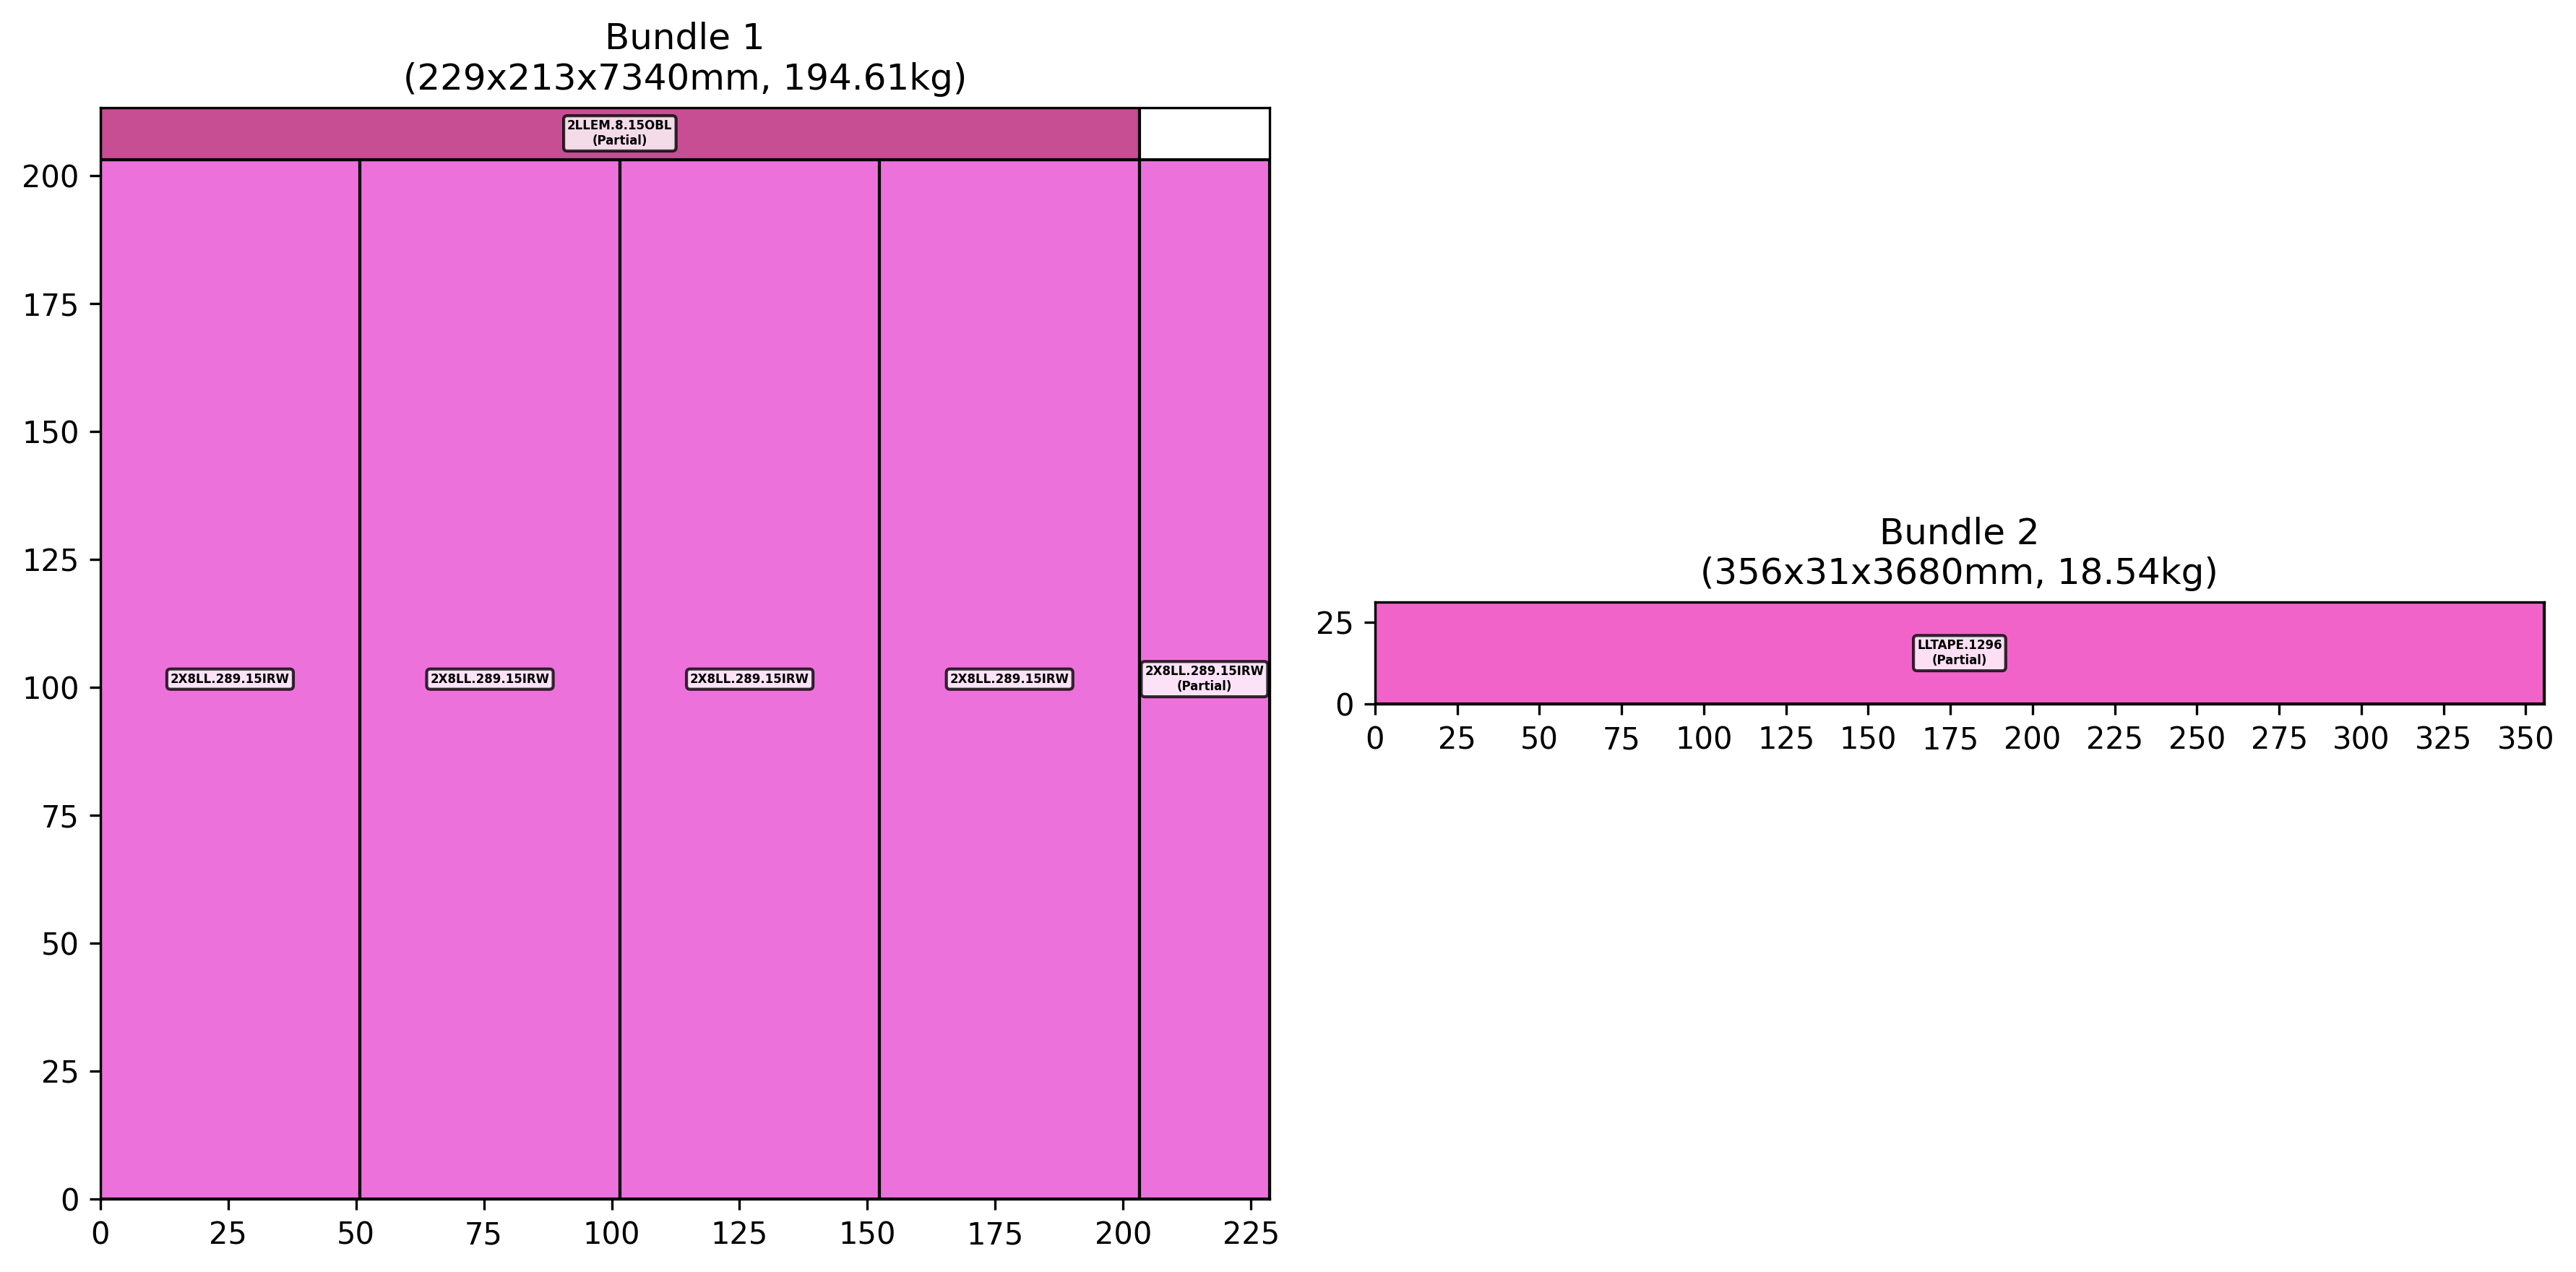 Bundle 1
(229x213x7340mm, 194.61kg)
2LLEM.8.15OBL
(Partial)
200
175
150
125
100
75
50
25
0
2X8LL.289.15IRW
2X8LL.289.15IRW
2X8LL.289.15IRW
2X8LL.289.15IRW
2X8LL.289.15IRW
(Partial)
0 25 50 75 100 125 150 175 200 225
Bundle 2
(356x31x3680mm, 18.54kg)
25
0
LLTAPE.1296
(Partial)
0 25 50 75 100 125 150 175 200 225 250 275 300 325 350